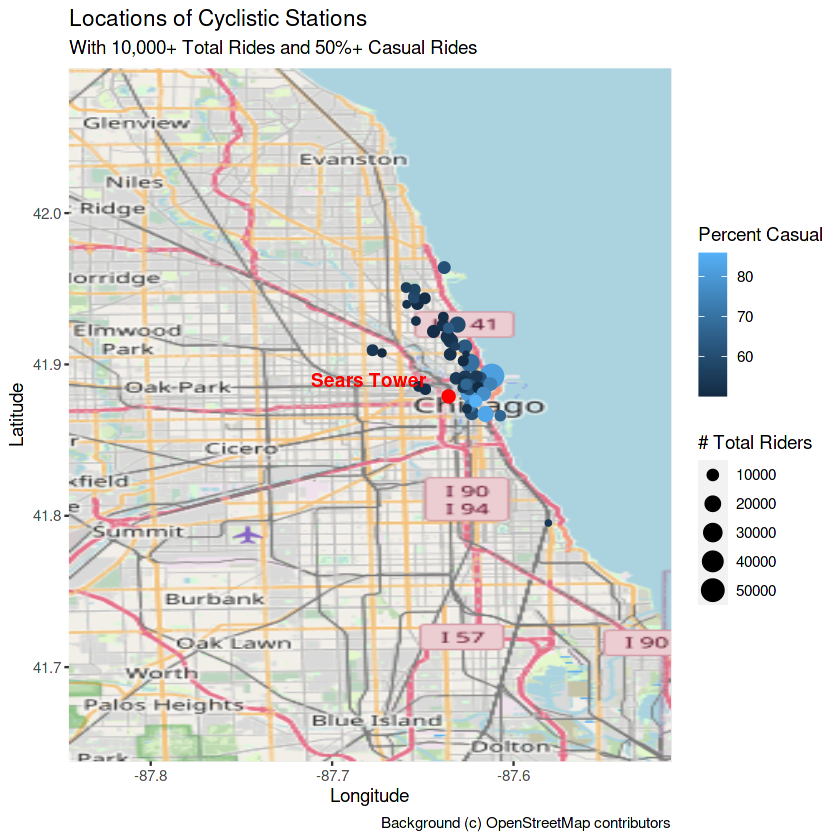 Locations of Cyclistic Stations
With 10,000+ Total Rides and 50%+ Casual Rides
Glenview
Evanston
Niles
Ridge
42.0
Percent Casual
lorridge
80
41
70
Elmwood
Park
60
41.9
Sears Tower
Oak-Park
Latitude
# Total Riders
Cicero
10000
kfield
I 90
I 94
20000
e
41.8
Summit
30000
40000
50000
Burbank
I 57
I 90
Oak Lawn
41.7
Worth
Palos Heights
Blue Island
Dolton
Park
-87.8
-87.7
-87.6
Longitude
Background (c) OpenStreetMap contributors